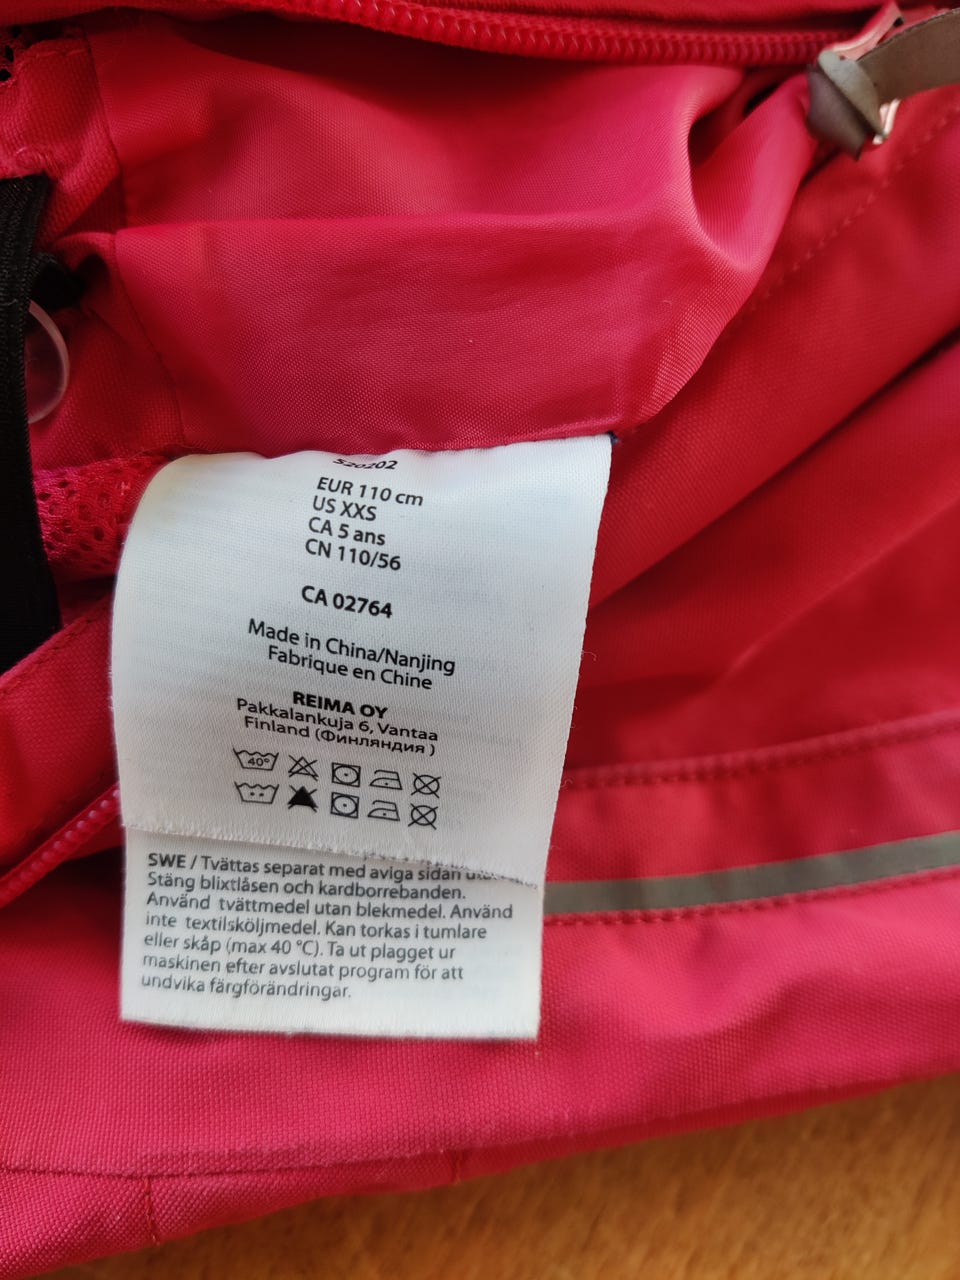 S20202
EUR 110 cm
US XXS
CA 5 ans
CN 110/56
CA 02764
Made in China/Nanjing
Fabrique en Chine
REIMA OY
Pakkalankuja 6, Vantaa
Finland (Финляндия )
40°
SWE / Tvättas separat med aviga sidan
Stäng blixtlåsen och kardborrebanden.
Använd tvättmedel utan blekmedel. Använd
inte textilsköljmedel. Kan torkas i tumlare
eller skåp (max 40 °C). Ta ut plagget ur
maskinen efter avslutat program för att
undvika färgförändringar.